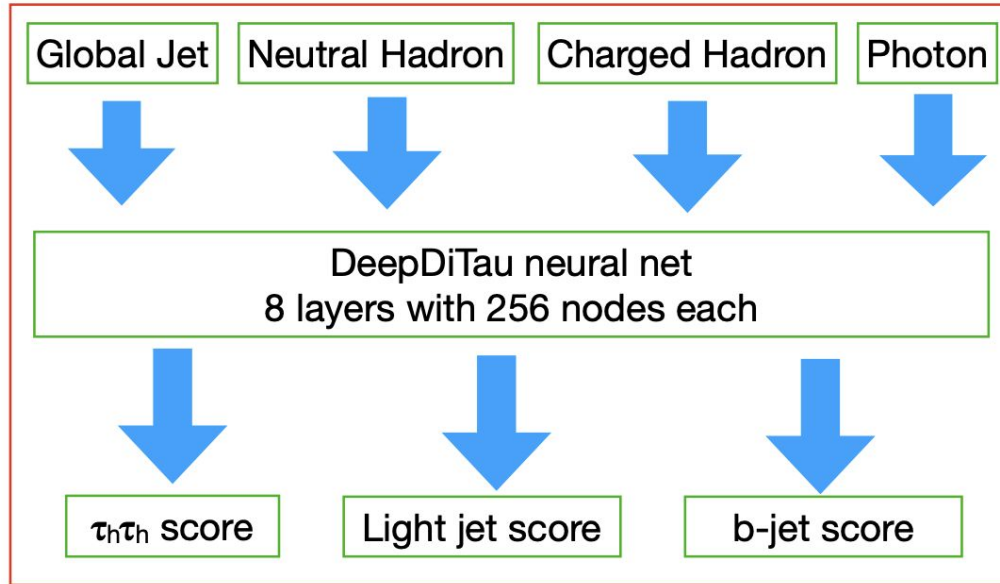 Global Jet
Neutral Hadron
Charged Hadron
Photon
DeepDiTau neural net
8 layers with 256 nodes each
τₕτₕ score
Light jet score
b-jet score